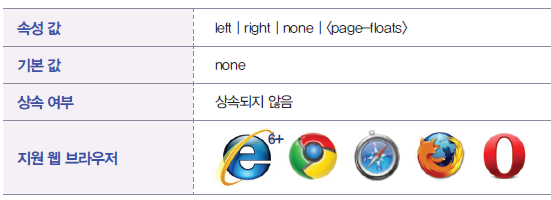 속성 값 left | right | none | <page-floats>
기본 값 none
상속 여부 상속되지 않음
지원 웹 브라우저 6+